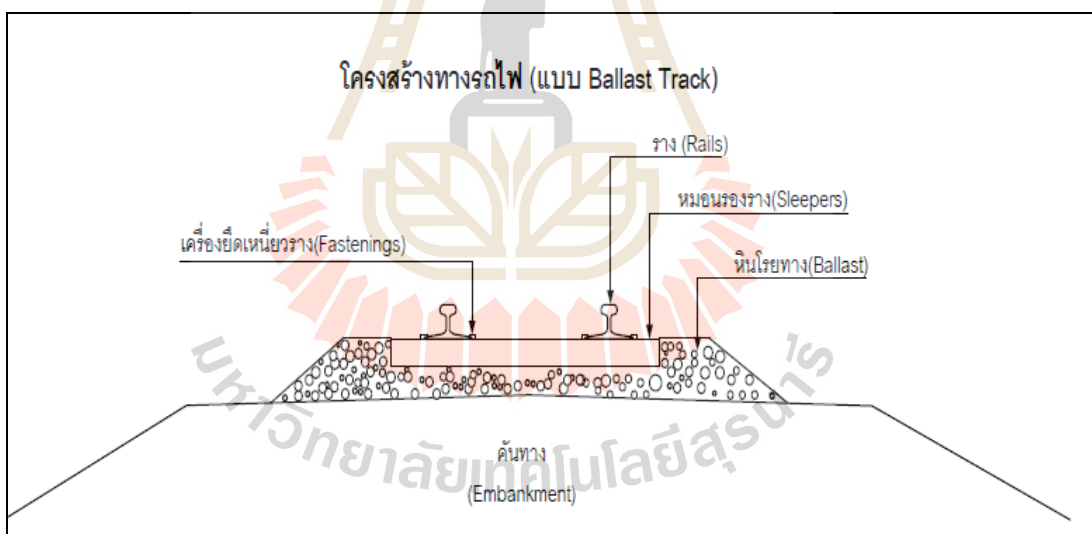 โครงสร้างทางรถไฟ (แบบ Ballast Track)
ราง (Rails)
หมอนรองราง(Sleepers)
เครื่องยึดเหนี่ยวราง(Fastenings)
หินโรยทาง(Ballast)
คันทาง
(Embankment)
มหาวิทยาลัยเทคโนโลยีสุรนารี